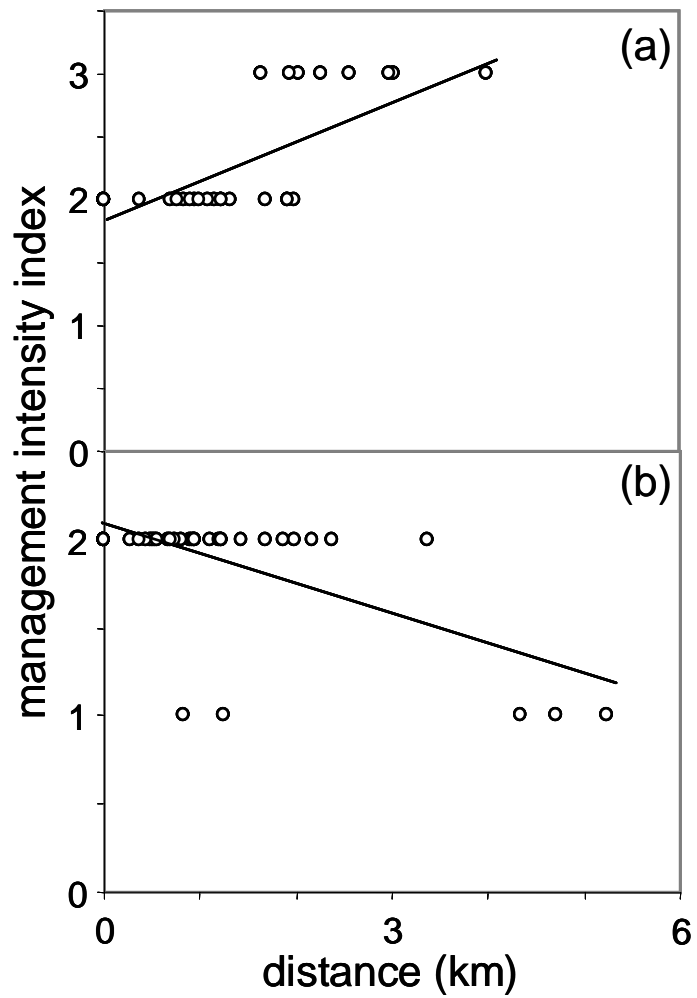 (a)
3
2
1
0
management intensity index
(b)
2
1
0
0 3 6
distance (km)